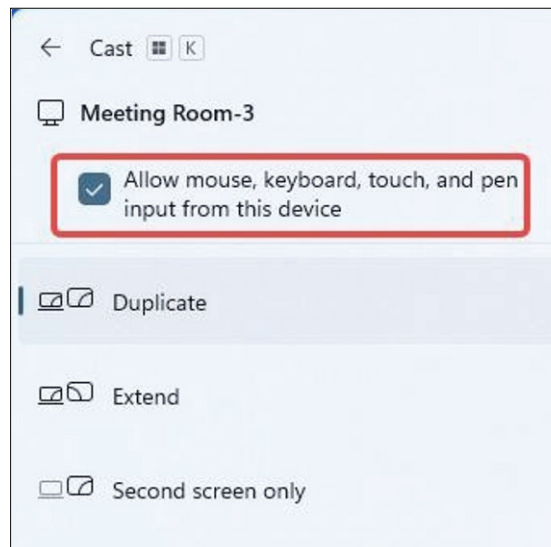 Cast K
Meeting Room-3
Allow mouse, keyboard, touch, and pen
input from this device
Duplicate
Extend
Second screen only